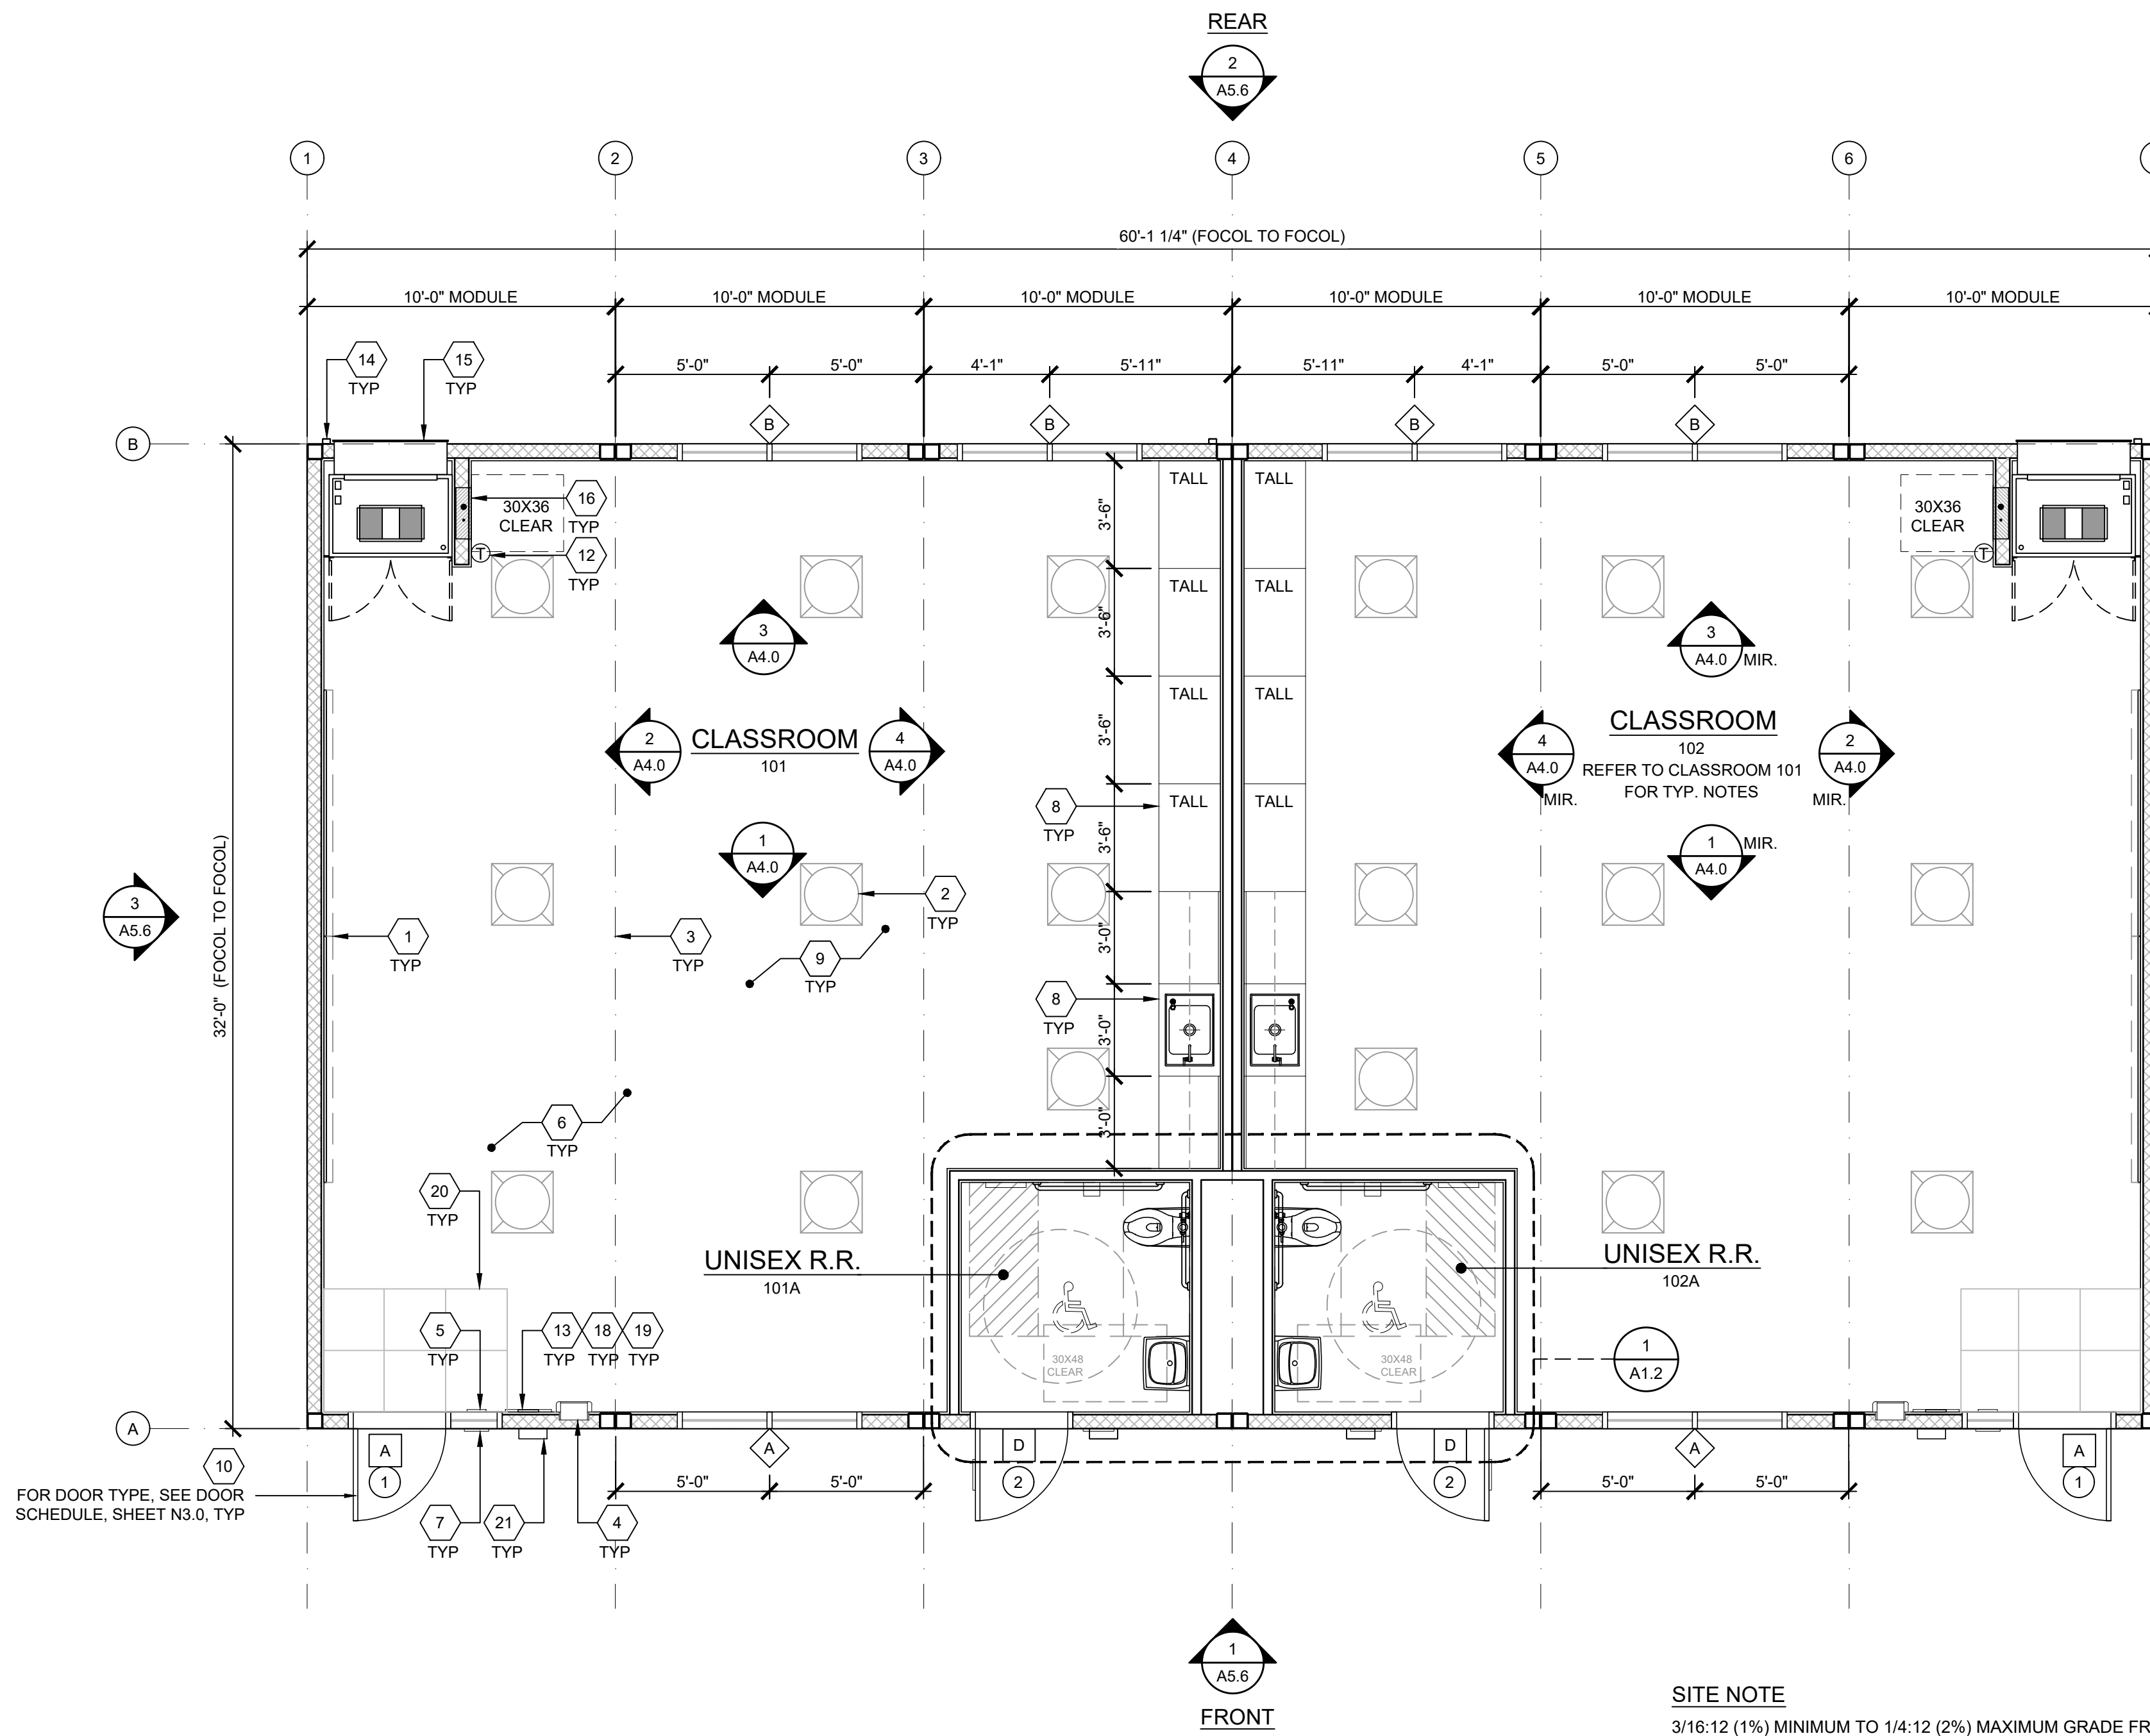 REAR
2
A5.6
1
2
3
4
5
6
60'-1 1/4" (FOCOL TO FOCOL)
10'-0" MODULE
10'-0" MODULE
10'-0" MODULE
10'-0" MODULE
10'-0" MODULE
10'-0" MODULE
14
TYP
15
TYP
5'-0"
5'-0"
4'-1"
5'-11"
5'-11"
4'-1"
5'-0"
5'-0"
B
B
B
B
B
30X36
CLEAR
16
TYP
T
12
TYP
TALL
TALL
TALL
TALL
TALL
TALL
TALL
TALL
3'-6"
3'-6"
3'-6"
3'-6"
3'-0"
3'-0"
3'-0"
30X36
CLEAR
T
3
A4.0
2
A4.0
CLASSROOM
101
4
A4.0
1
A4.0
3
A4.0
MIR.
4
A4.0
MIR.
CLASSROOM
102
REFER TO CLASSROOM 101
FOR TYP. NOTES
2
A4.0
MIR.
1
A4.0
MIR.
8
TYP
8
TYP
32'-0" (FOCOL TO FOCOL)
3
A5.6
1
TYP
3
TYP
2
TYP
9
TYP
6
TYP
20
TYP
5
TYP
13
TYP
18
TYP
19
TYP
UNISEX R.R.
101A
UNISEX R.R.
102A
30X48
CLEAR
30X48
CLEAR
1
A1.2
A
A
1
A
D
2
D
2
A
A
1
10
FOR DOOR TYPE, SEE DOOR
SCHEDULE, SHEET N3.0, TYP
7
TYP
21
TYP
4
TYP
5'-0"
5'-0"
5'-0"
5'-0"
1
A5.6
FRONT
SITE NOTE
3/16:12 (1%) MINIMUM TO 1/4:12 (2%) MAXIMUM GRADE FR